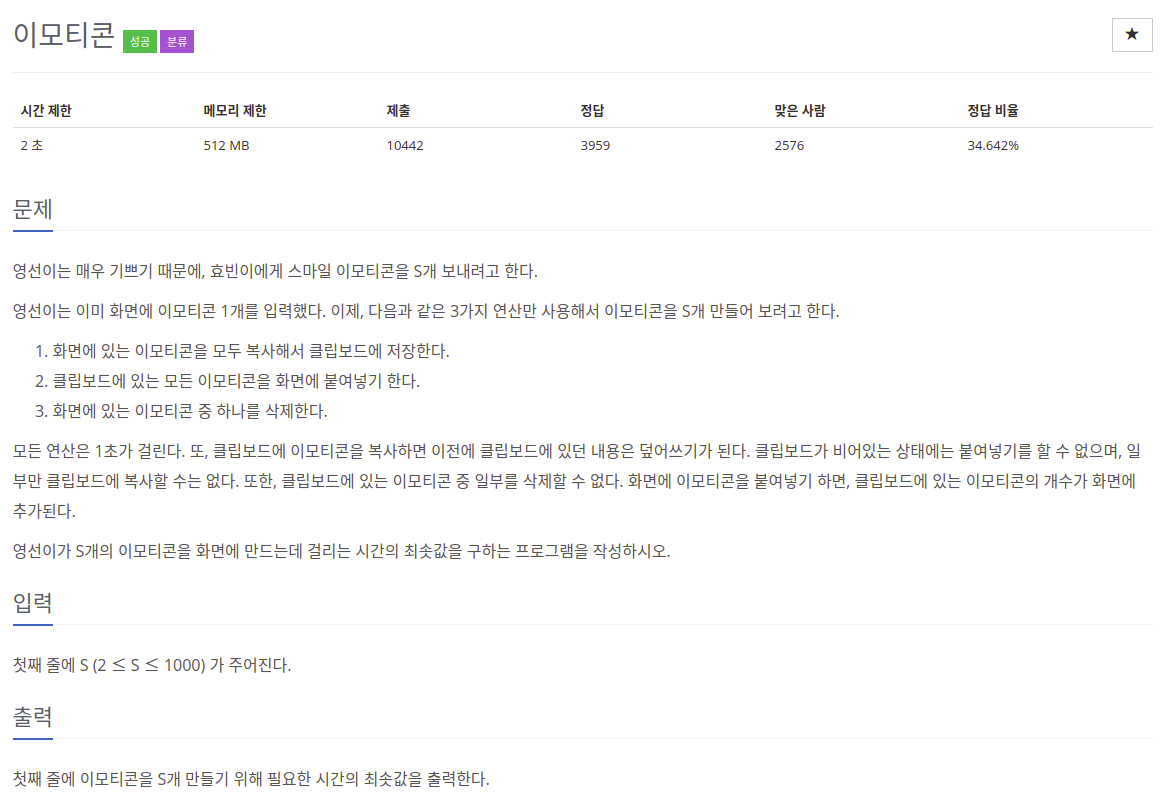 이모티콘 성공 분류
★
시간 제한 메모리 제한 제출 정답 맞은 사람 정답 비율
2 초 512 MB 10442 3959 2576 34.642%
문제
영선이는 매우 기쁘기 때문에, 효빈이에게 스마일 이모티콘을 S개 보내려고 한다.
영선이는 이미 화면에 이모티콘 1개를 입력했다. 이제, 다음과 같은 3가지 연산만 사용해서 이모티콘을 S개 만들어 보려고 한다.
1. 화면에 있는 이모티콘을 모두 복사해서 클립보드에 저장한다.
2. 클립보드에 있는 모든 이모티콘을 화면에 붙여넣기 한다.
3. 화면에 있는 이모티콘 중 하나를 삭제한다.
모든 연산은 1초가 걸린다. 또, 클립보드에 이모티콘을 복사하면 이전에 클립보드에 있던 내용은 덮어쓰기가 된다. 클립보드가 비어있는 상태에는 붙여넣기를 할 수 없으며, 일
부만 클립보드에 복사할 수는 없다. 또한, 클립보드에 있는 이모티콘 중 일부를 삭제할 수 없다. 화면에 이모티콘을 붙여넣기 하면, 클립보드에 있는 이모티콘의 개수가 화면에
추가된다.
영선이가 S개의 이모티콘을 화면에 만드는데 걸리는 시간의 최솟값을 구하는 프로그램을 작성하시오.
입력
첫째 줄에 S (2 ≤ S ≤ 1000) 가 주어진다.
출력
첫째 줄에 이모티콘을 S개 만들기 위해 필요한 시간의 최솟값을 출력한다.